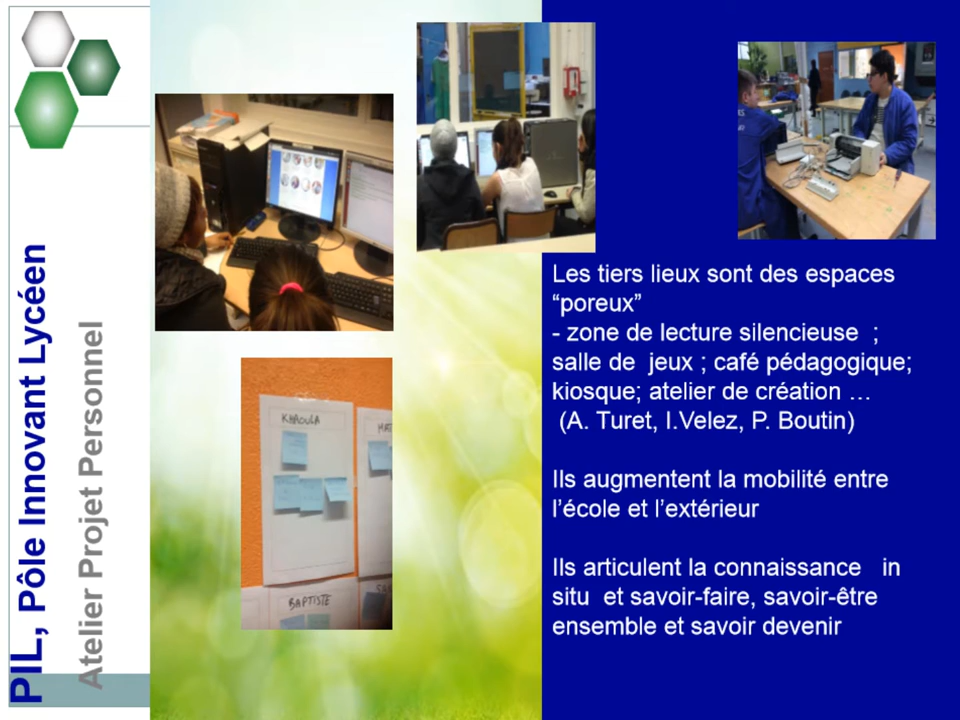 PIL, Pôle Innovant Lycéen
Atelier Projet Personnel
KHAOULA
BAPTISTE
Les tiers lieux sont des espaces
“poreux”
- zone de lecture silencieuse ;
salle de jeux ; café pédagogique;
kiosque; atelier de création …
(A. Turet, I.Velez, P. Boutin)
Ils augmentent la mobilité entre
l’école et l’extérieur
Ils articulent la connaissance in
situ et savoir-faire, savoir-être
ensemble et savoir devenir